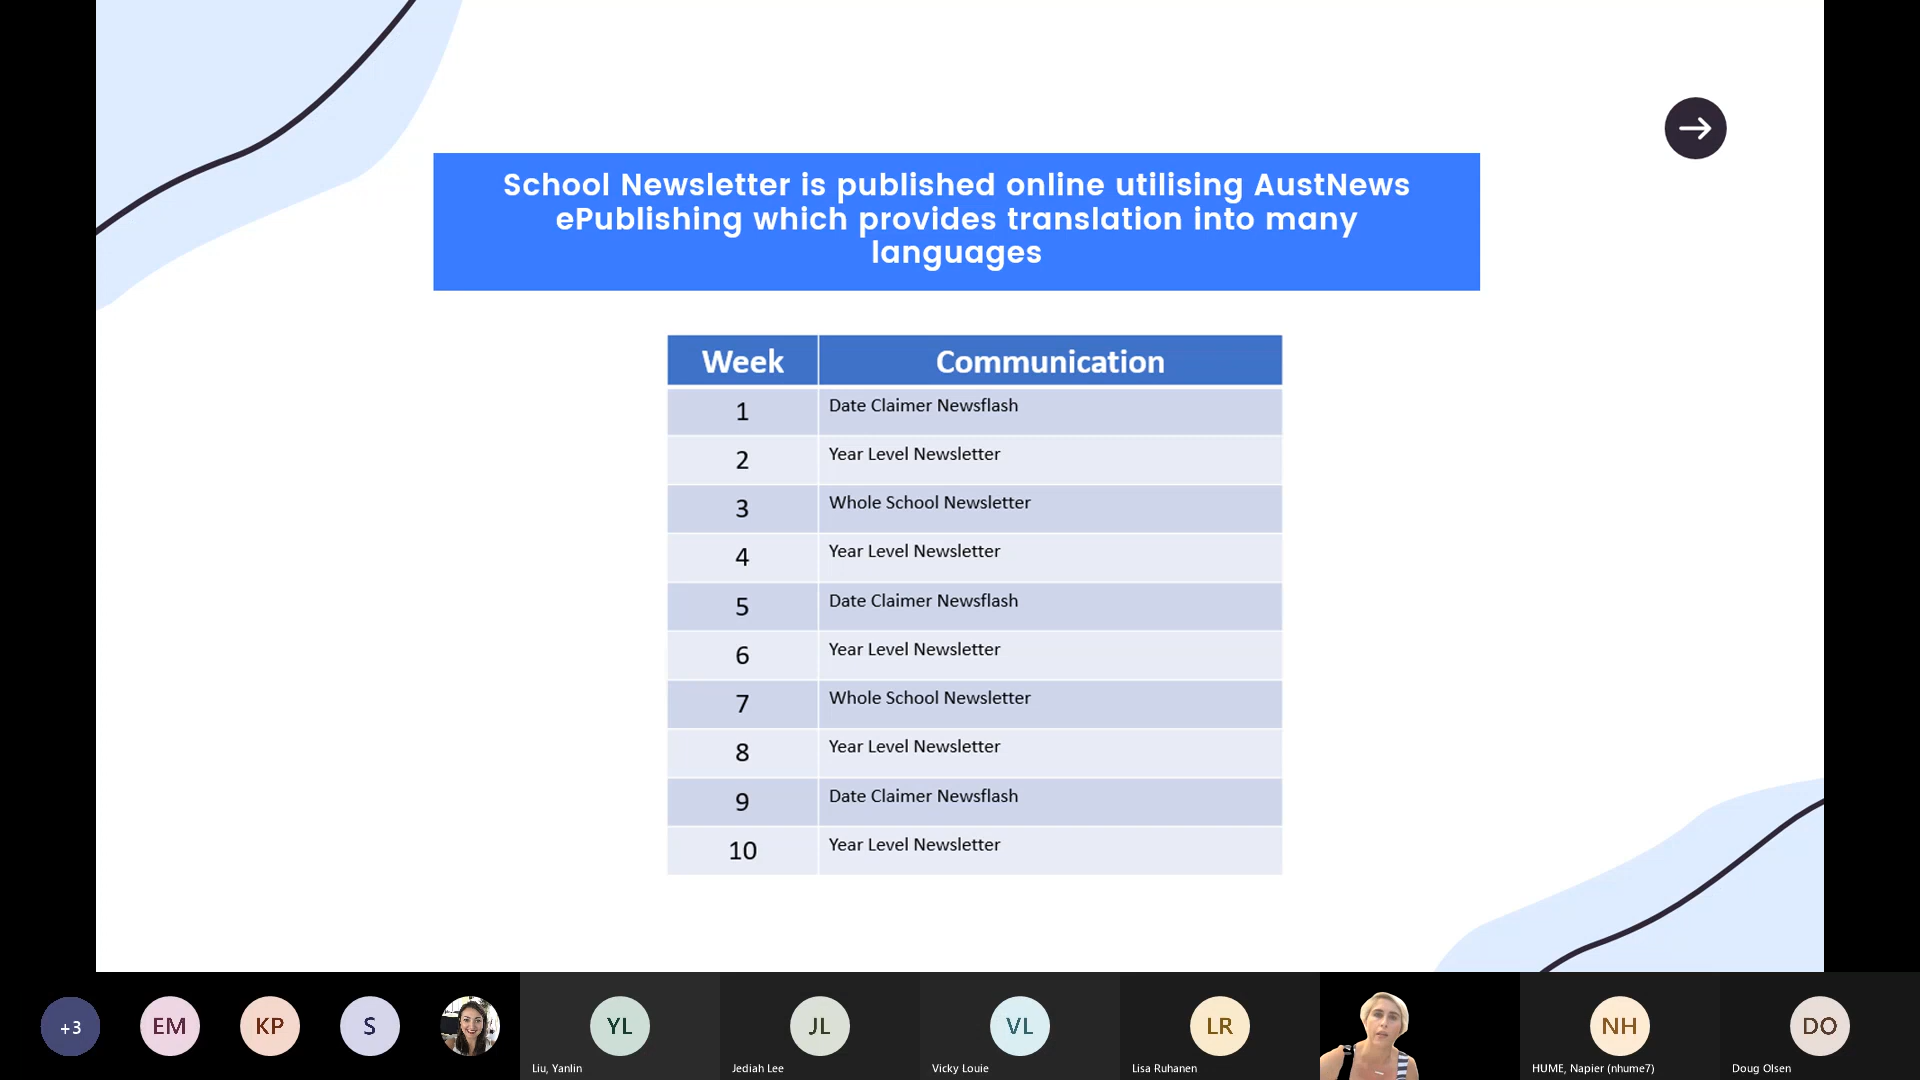 School Newsletter is published online utilising AustNews
ePublishing which provides translation into many
languages
Week Communication
1 Date Claimer Newsflash
2 Year Level Newsletter
3 Whole School Newsletter
4 Year Level Newsletter
5 Date Claimer Newsflash
6 Year Level Newsletter
7 Whole School Newsletter
8 Year Level Newsletter
9 Date Claimer Newsflash
10 Year Level Newsletter
+3 EM KP S YL JL VL LR NH DO
Liu, Yanlin Jediah Lee Vicky Louie Lisa Ruhanen HUME, Napier (nhume7) Doug Olsen